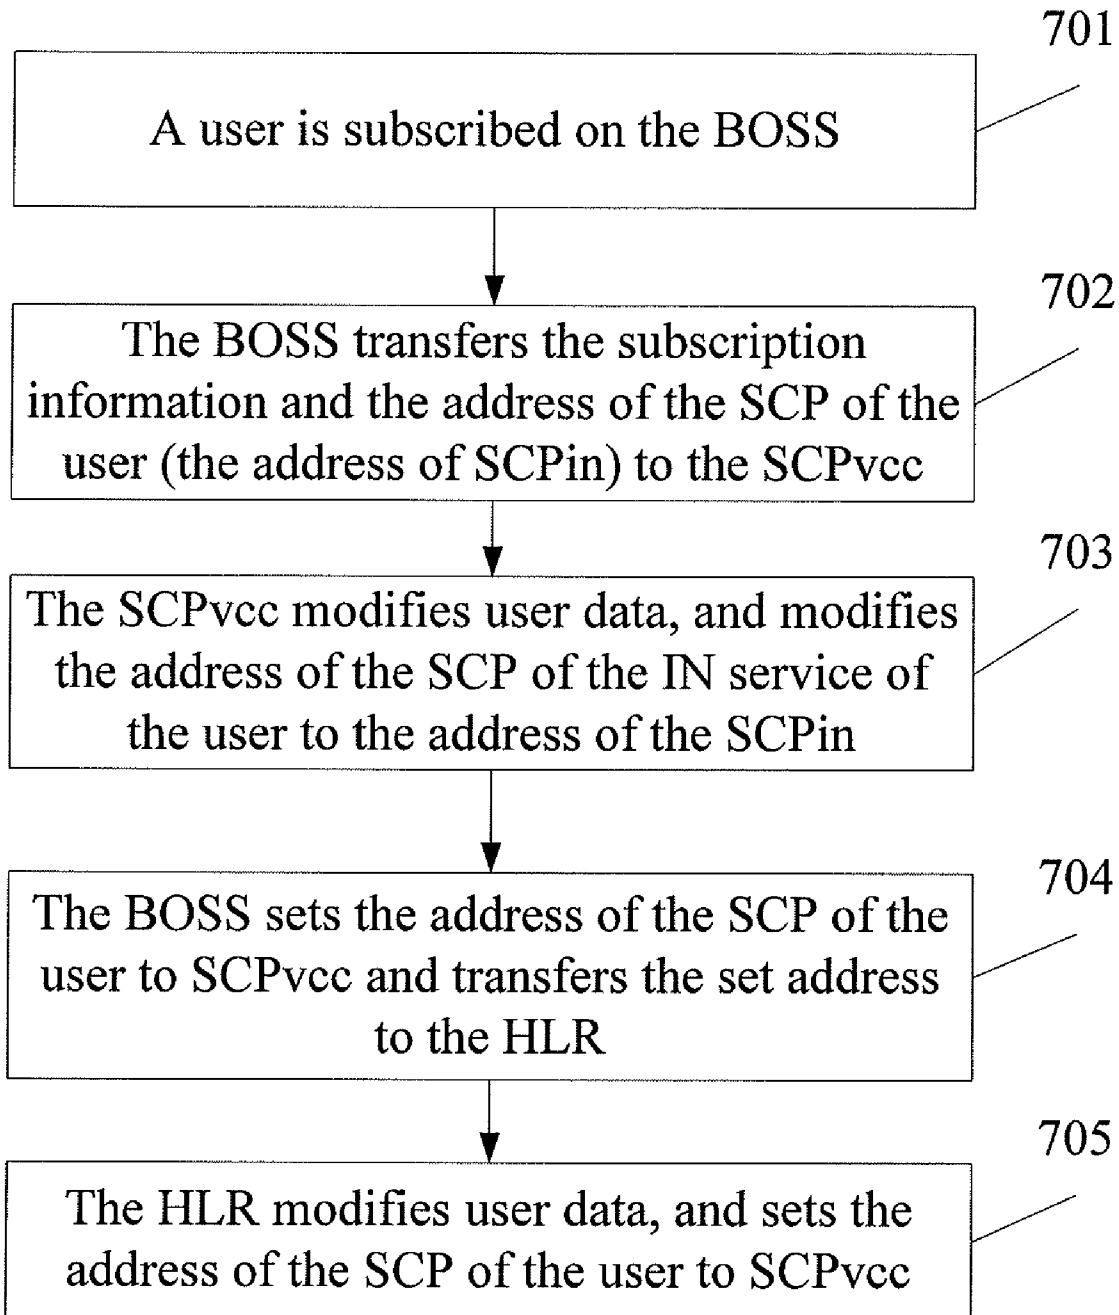 701
A user is subscribed on the BOSS
702
The BOSS transfers the subscription
information and the address of the SCP of the
user (the address of SCPin) to the SCPvcc
703
The SCPvcc modifies user data, and modifies
the address of the SCP of the IN service of
the user to the address of the SCPin
704
The BOSS sets the address of the SCP of the
user to SCPvcc and transfers the set address
to the HLR
705
The HLR modifies user data, and sets the
address of the SCP of the user to SCPvcc